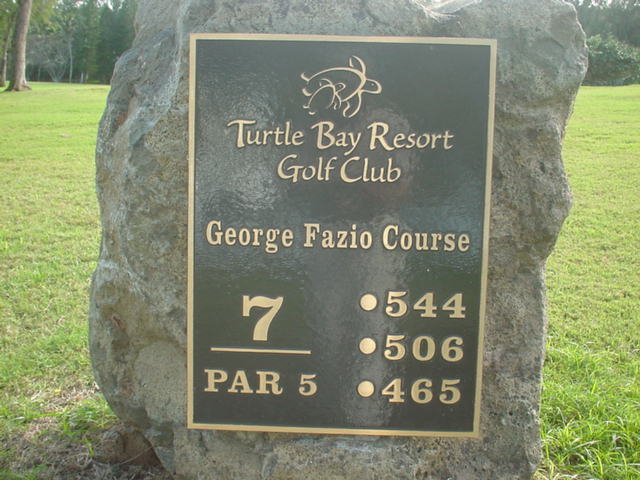 Turtle Bay Resort
Golf Club
George Fazio Course
7
PAR 5
544
506
465